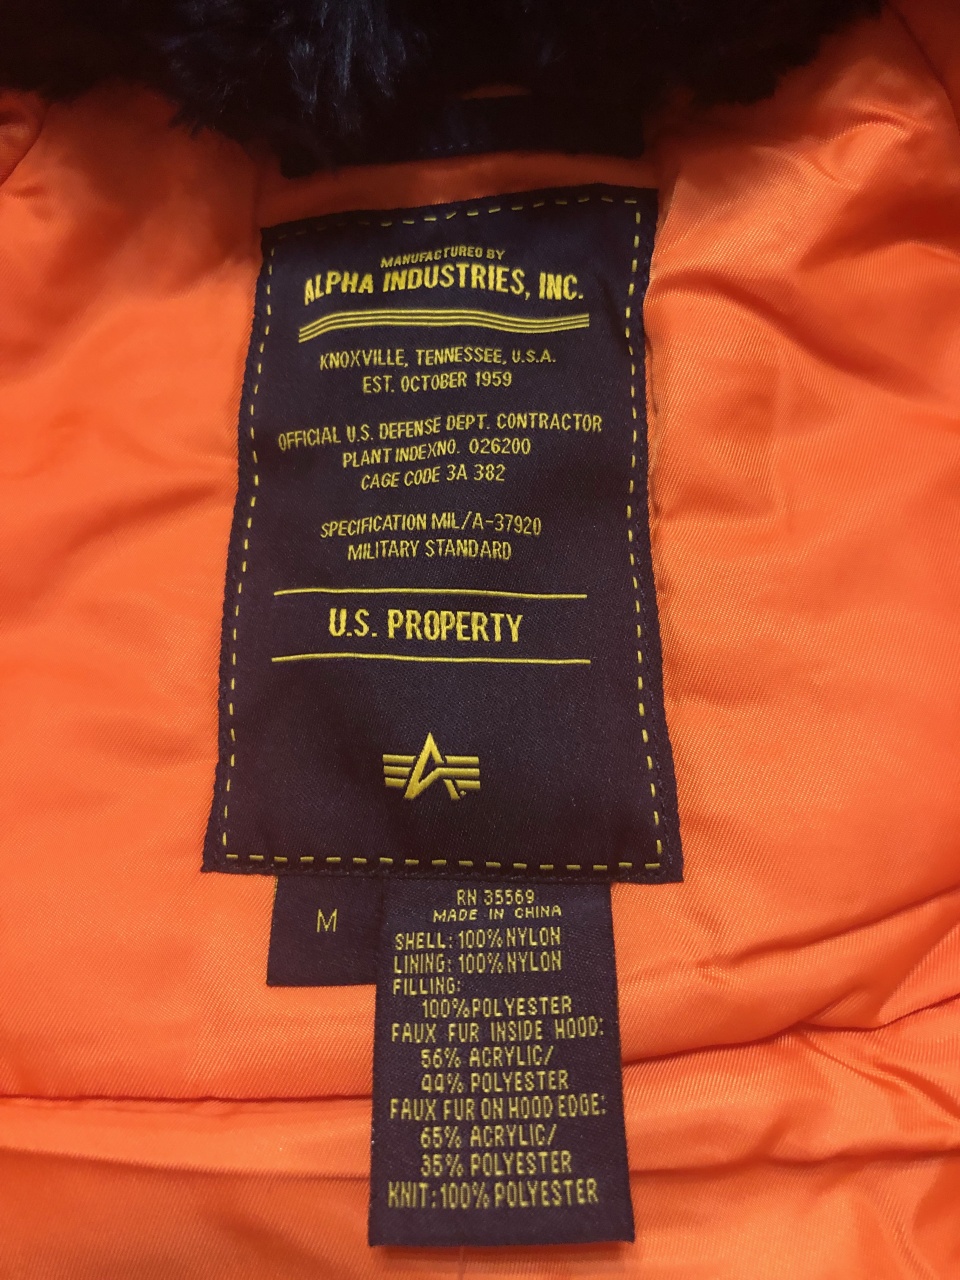 MANUFACTURED BY
ALPHA INDUSTRIES, INC.
KNOXVILLE, TENNESSEE, U.S.A.
EST. OCTOBER 1959
OFFICIAL U.S. DEFENSE DEPT. CONTRACTOR
PLANT INDEXNO. 026200
CAGE CODE 3A 382
SPECIFICATION MIL/A-37920
MILITARY STANDARD
U.S. PROPERTY
M
RN 35569
MADE IN CHINA
SHELL: 100% NYLON
LINING: 100% NYLON
FILLING:
100%POLYESTER
FAUX FUR INSIDE HOOD:
56% ACRYLIC/
44% POLYESTER
FAUX FUR ON HOOD EDGE:
65% ACRYLIC/
35% POLYESTER
KNIT: 100% POLYESTER